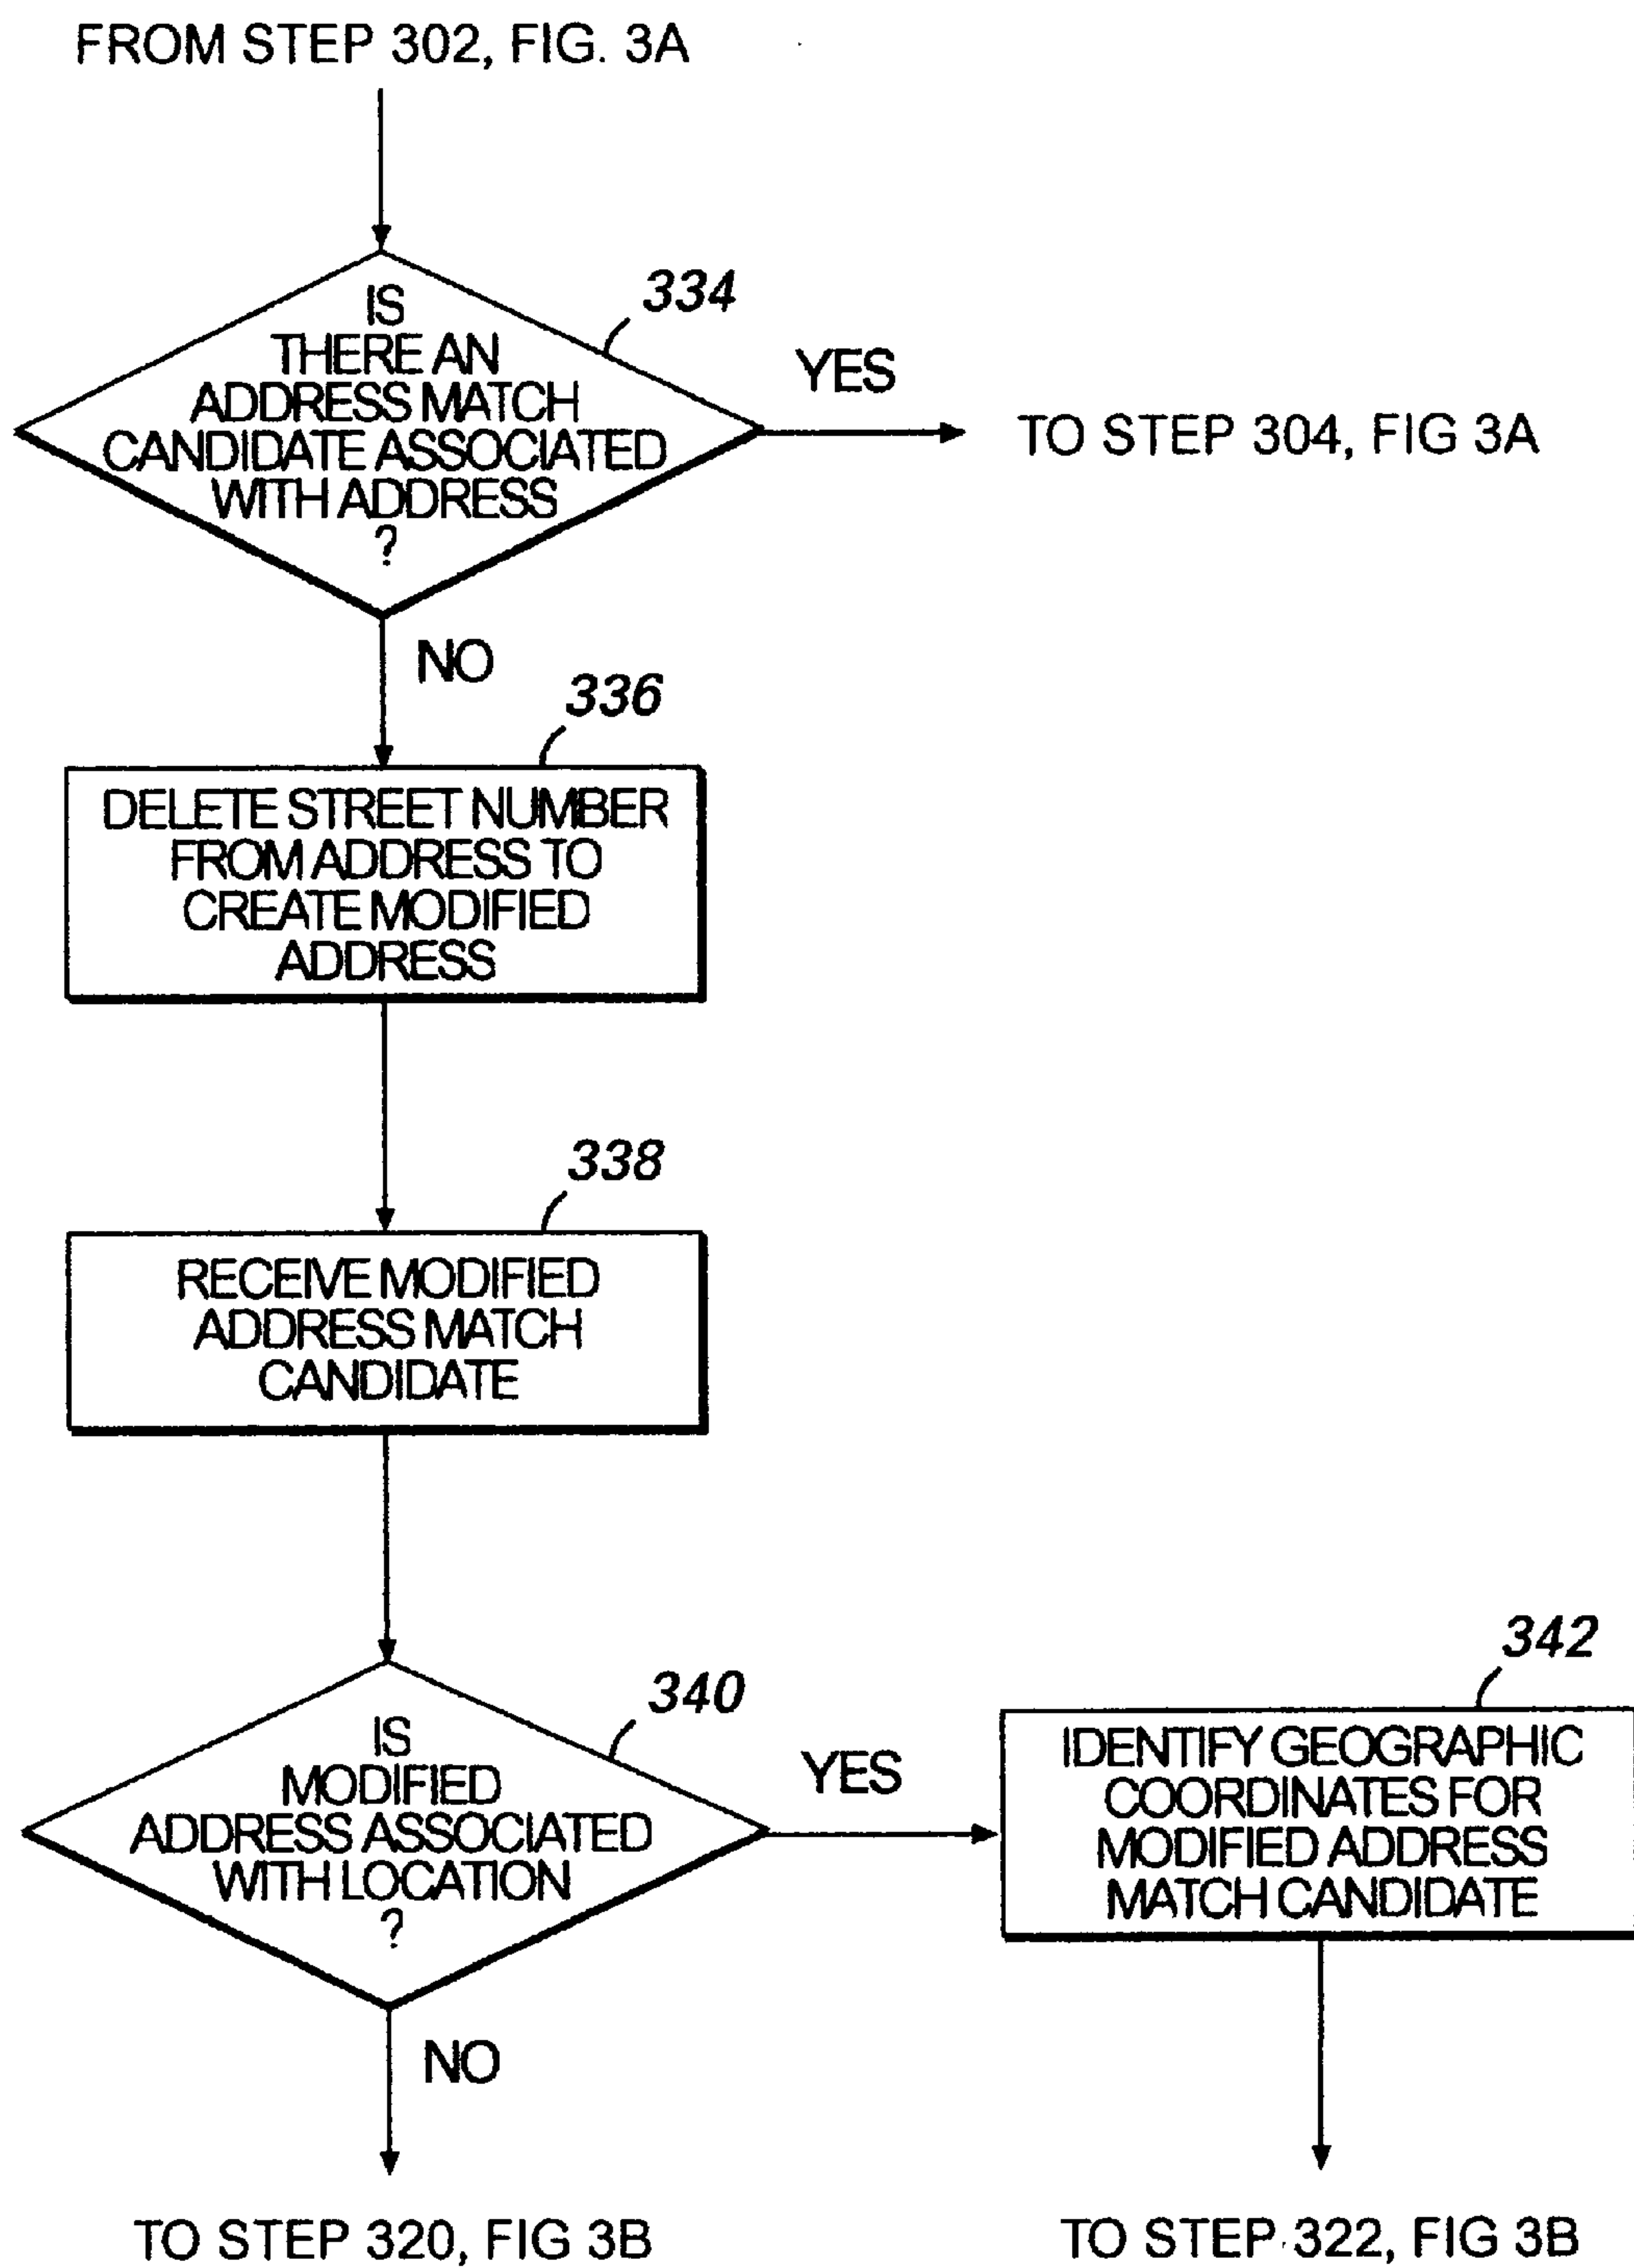 FROM STEP 302, FIG. 3A
334
IS
THERE AN
ADDRESS MATCH
CANDIDATE ASSOCIATED
WITH ADDRESS
?
YES
TO STEP 304, FIG 3A
NO
336
DELETE STREET NUMBER
FROM ADDRESS TO
CREATE MODIFIED
ADDRESS
338
RECEIVE MODIFIED
ADDRESS MATCH
CANDIDATE
340
IS
MODIFIED
ADDRESS ASSOCIATED
WITH LOCATION
?
YES
342
IDENTIFY GEOGRAPHIC
COORDINATES FOR
MODIFIED ADDRESS
MATCH CANDIDATE
NO
TO STEP 320, FIG 3B
TO STEP 322, FIG 3B